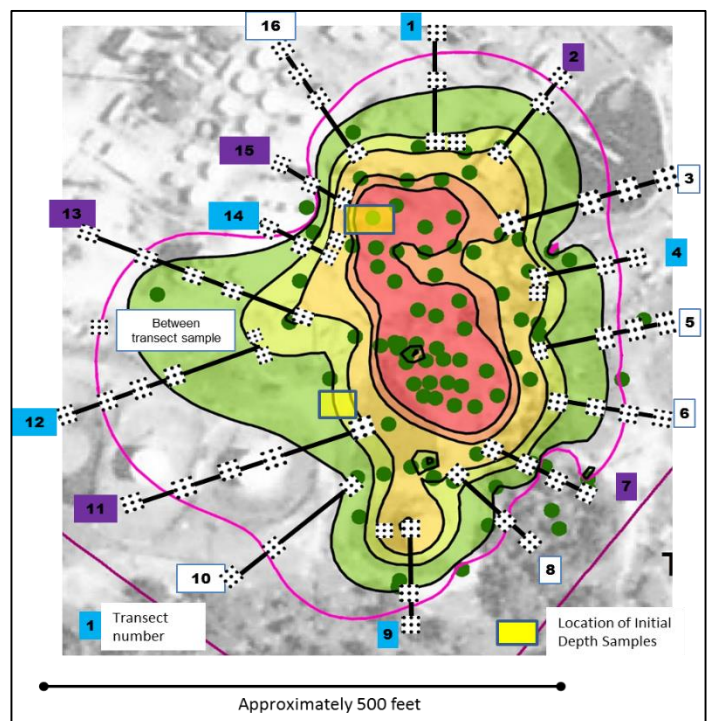 16
1
2
15
3
13
14
4
Between
transect sample
5
12
6
11
7
10
8
T
1
Transect
number
9
Location of Initial
Depth Samples
Approximately 500 feet